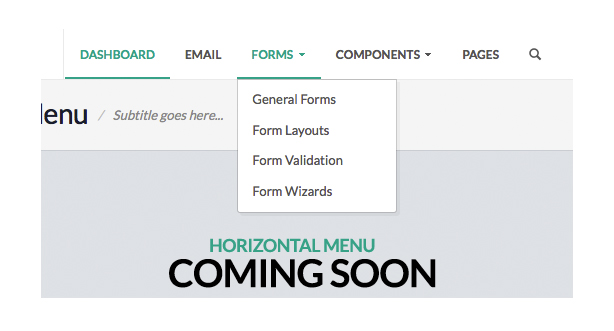 DASHBOARD EMAIL FORMS COMPONENTS PAGES
General Forms
Subtitle goes here...
Form Layouts
Form Validation
Form Wizards
HORIZONTAL MENU
COMING SOON